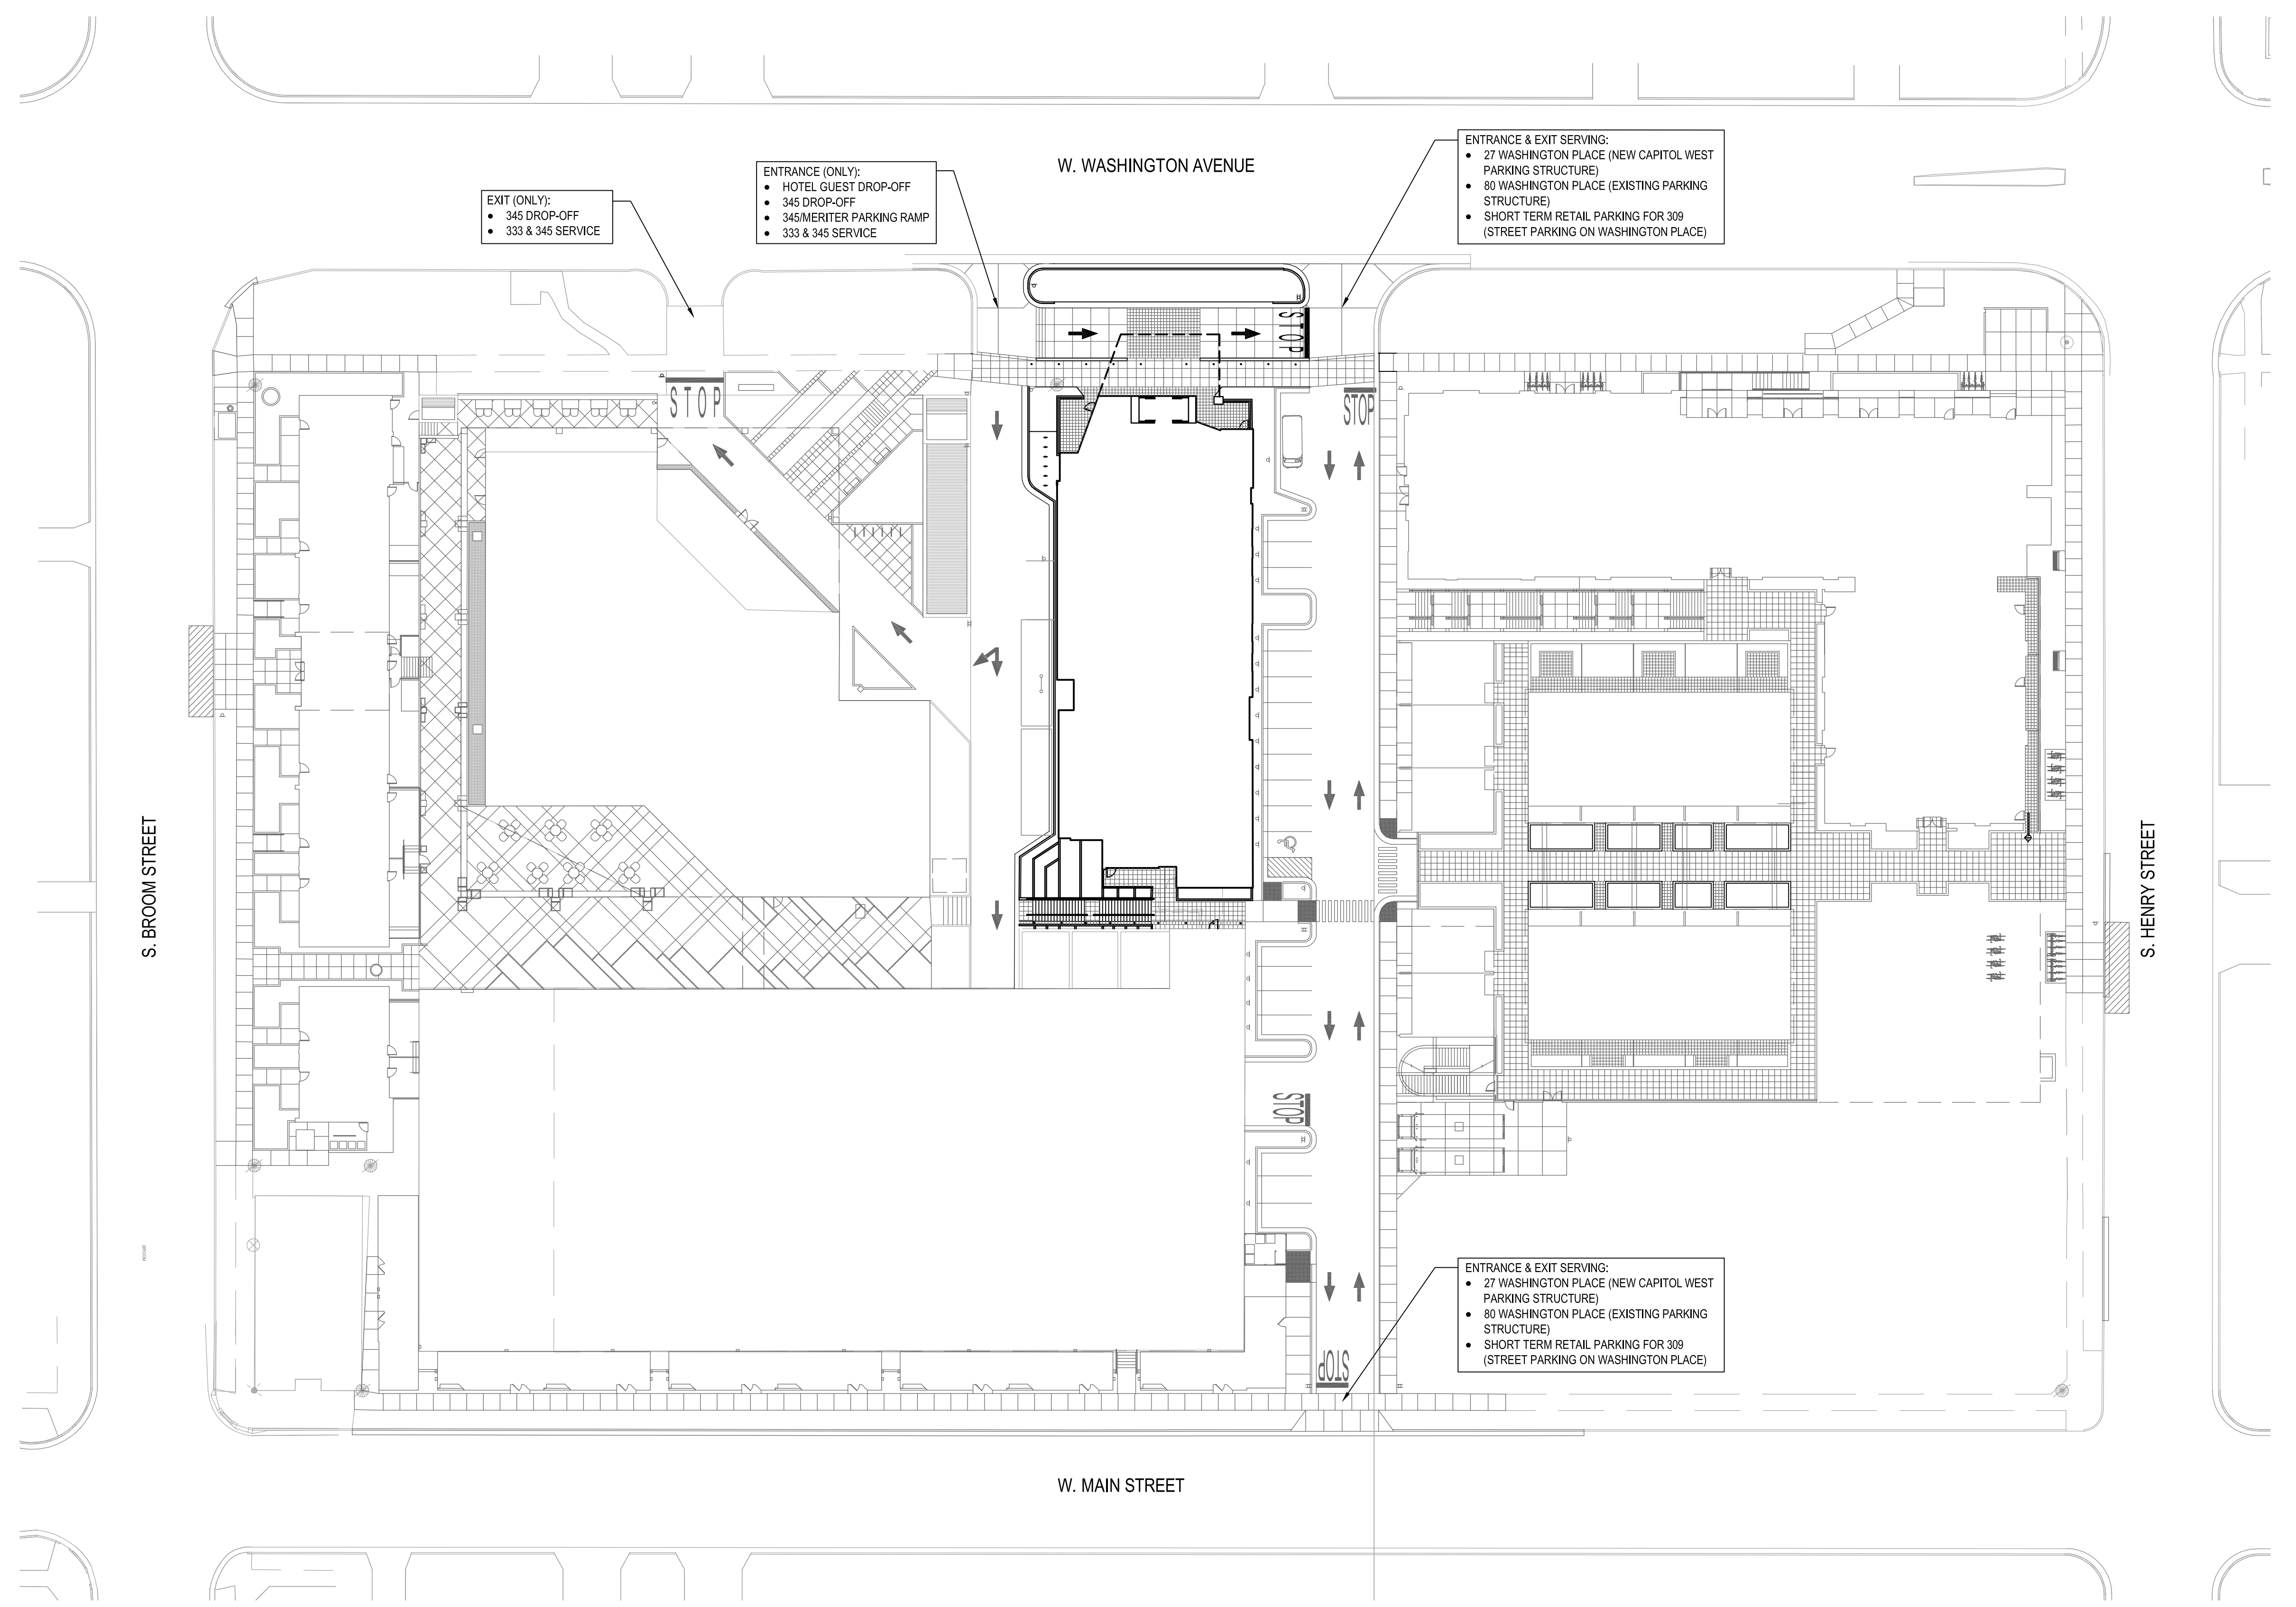 W. WASHINGTON AVENUE
EXIT (ONLY):
● 345 DROP-OFF
● 333 & 345 SERVICE
ENTRANCE (ONLY):
● HOTEL GUEST DROP-OFF
● 345 DROP-OFF
● 345/MERITER PARKING RAMP
● 333 & 345 SERVICE
ENTRANCE & EXIT SERVING:
● 27 WASHINGTON PLACE (NEW CAPITOL WEST
PARKING STRUCTURE)
● 80 WASHINGTON PLACE (EXISTING PARKING
STRUCTURE)
● SHORT TERM RETAIL PARKING FOR 309
(STREET PARKING ON WASHINGTON PLACE)
STOP
STOP
STOP
S. BROOM STREET
S. HENRY STREET
STOP
STOP
ENTRANCE & EXIT SERVING:
● 27 WASHINGTON PLACE (NEW CAPITOL WEST
PARKING STRUCTURE)
● 80 WASHINGTON PLACE (EXISTING PARKING
STRUCTURE)
● SHORT TERM RETAIL PARKING FOR 309
(STREET PARKING ON WASHINGTON PLACE)
W. MAIN STREET